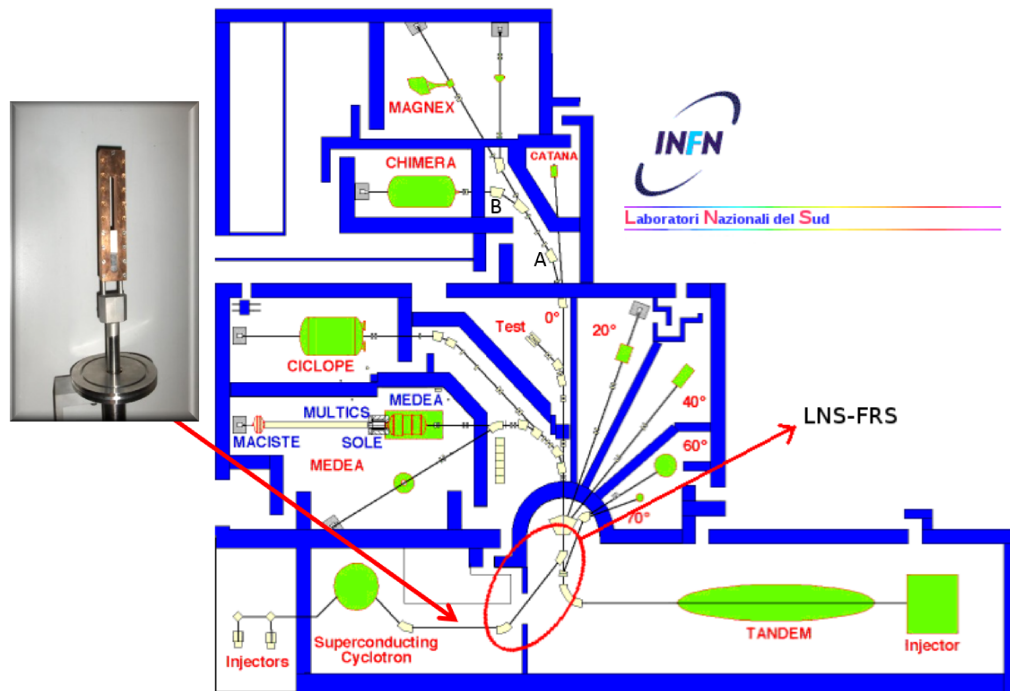 MAGNEX
CHIMERA
CATANA
B
A
INFN
Laboratori Nazionali del Sud
0°
Test
20°
CICLOPE
40°
MULTICS
MEDEA
MACISTE
SOLE
MEDEA
60°
LNS-FRS
70°
Injectors
Superconducting
Cyclotron
TANDEM
Injector